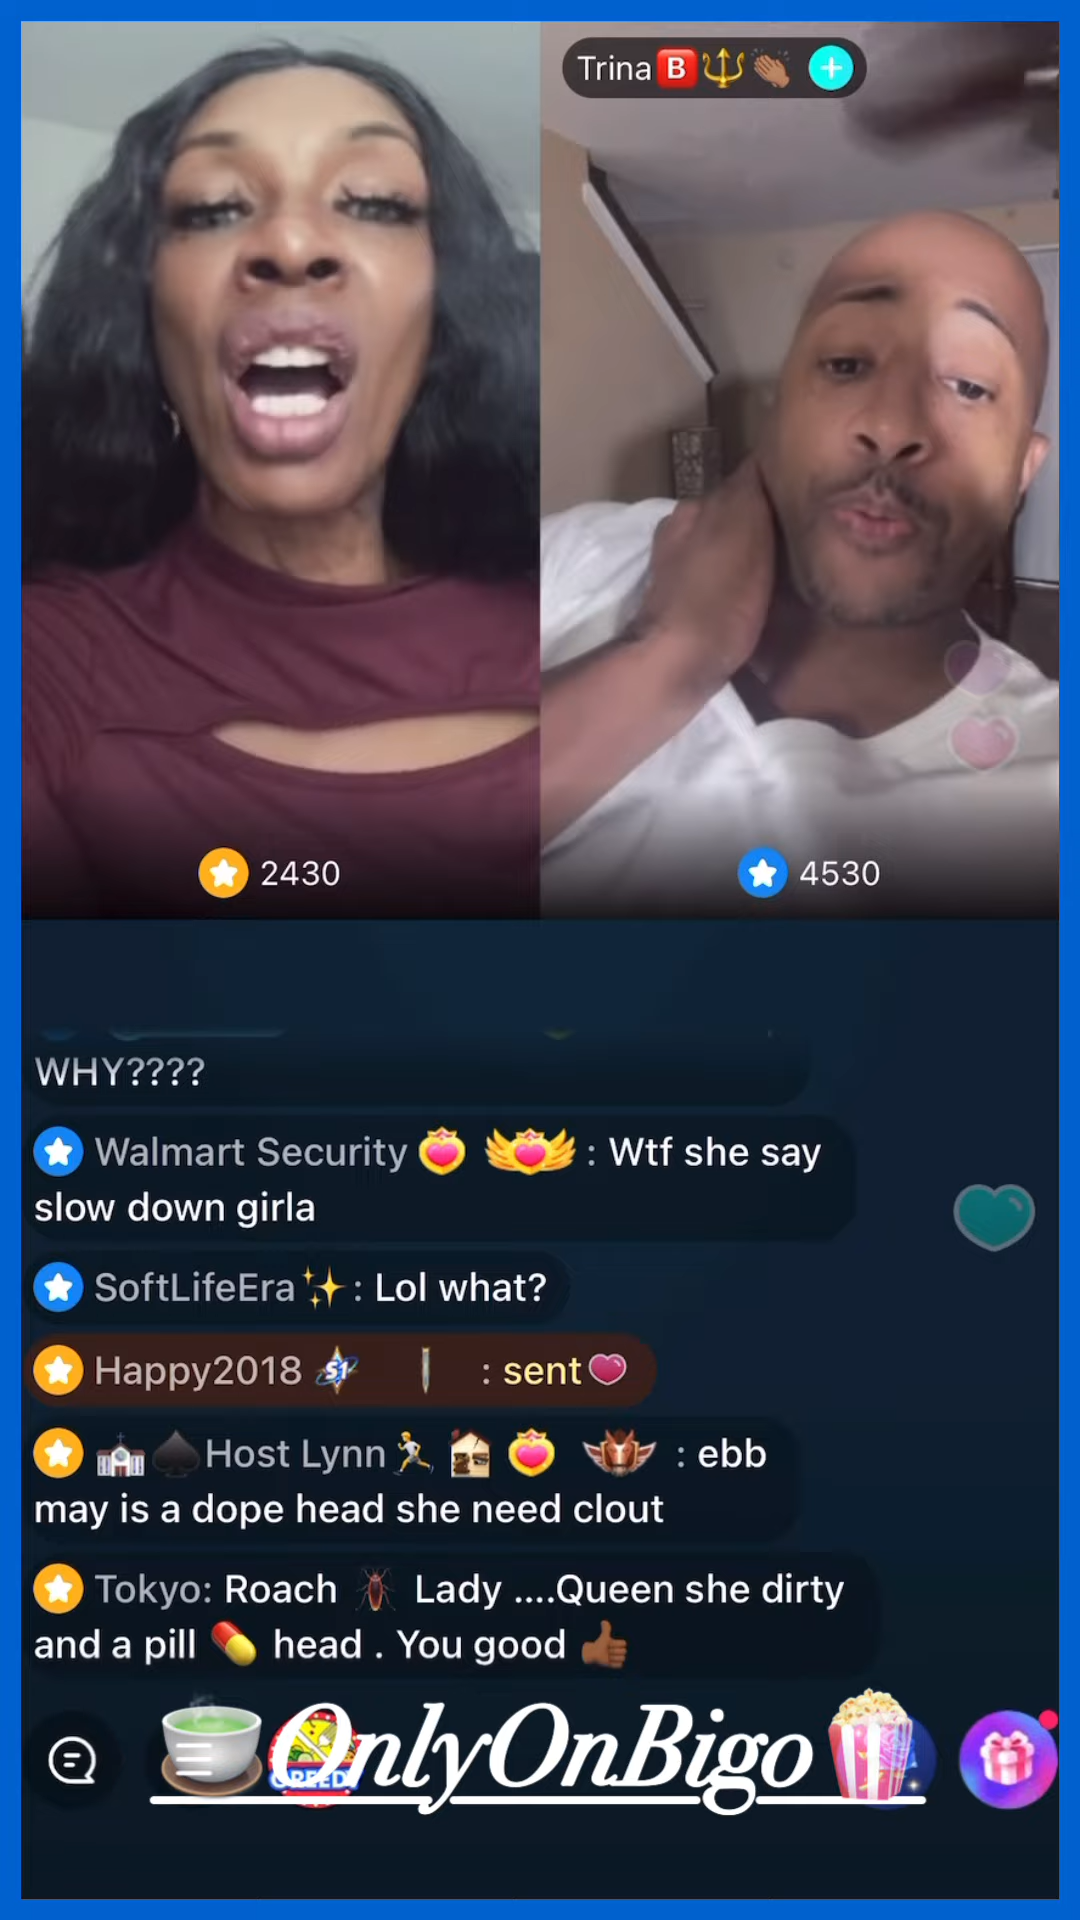 Trina B
2430
4530
WHY????
Walmart Security : Wtf she say
slow down girla
SoftLifeEra : Lol what?
Happy2018 S1 : sent
Host Lynn : ebb
may is a dope head she need clout
Tokyo: Roach Lady ....Queen she dirty
and a pill head . You good
GREEDY
OnlyOnBigo